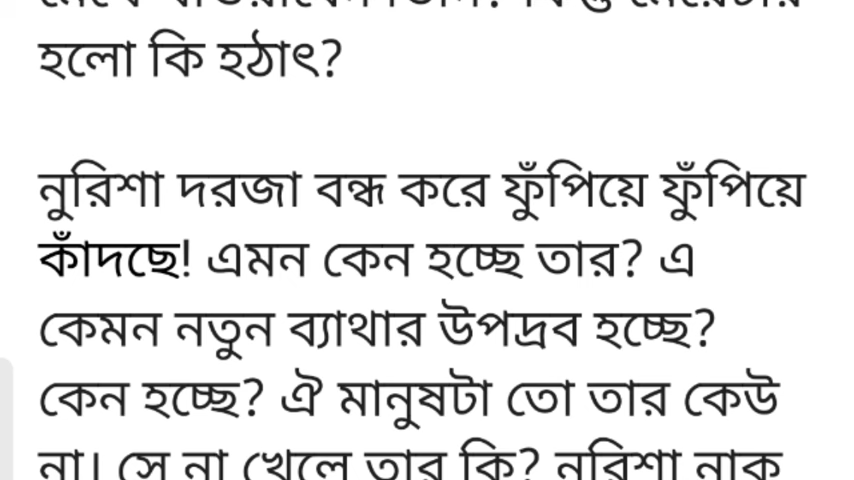 হলো কি হঠাৎ?
নুরিশা দরজা বন্ধ করে ফুঁপিয়ে ফুঁপিয়ে
কাঁদছে! এমন কেন হচ্ছে তার? এ
কেমন নতুন ব্যাথার উপদ্রব হচ্ছে?
কেন হচ্ছে? ঐ মানুষটা তো তার কেউ
না। সে না খেলে তার কি? নুরিশা নাক